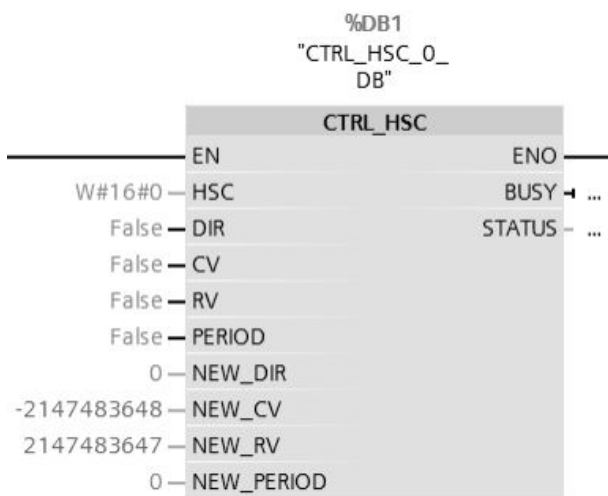 %DB1
"CTRL_HSC_0_
DB"
CTRL_HSC
EN ENO
W#16#0 HSC BUSY ...
False DIR STATUS ...
False CV
False RV
False PERIOD
0 NEW_DIR
-2147483648 NEW_CV
2147483647 NEW_RV
0 NEW_PERIOD